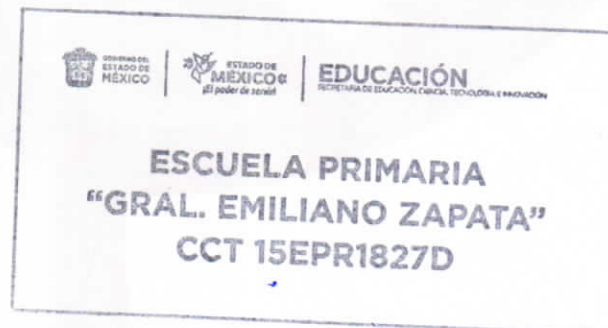 GOBIERNO DEL
ESTADO DE
MÉXICO
ESTADO DE
MÉXICO
¡El poder de servir!
EDUCACIÓN
SECRETARÍA DE EDUCACIÓN, CIENCIA, TECNOLOGÍA E INNOVACIÓN
ESCUELA PRIMARIA
“GRAL. EMILIANO ZAPATA”
CCT 15EPR1827D